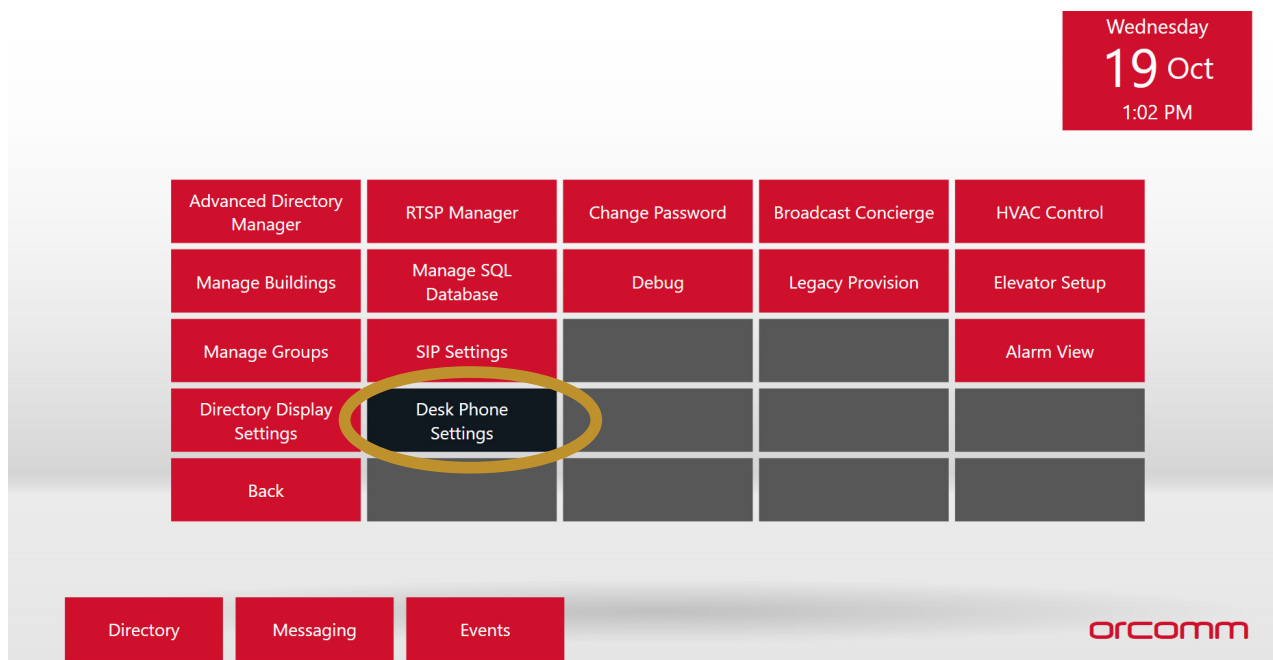 Wednesday
19 Oct
1:02 PM
Advanced Directory
Manager
RTSP Manager
Change Password
Broadcast Concierge
HVAC Control
Manage Buildings
Manage SQL
Database
Debug
Legacy Provision
Elevator Setup
Manage Groups
SIP Settings
Alarm View
Directory Display
Settings
Desk Phone
Settings
Back
Directory
Messaging
Events
orcomm